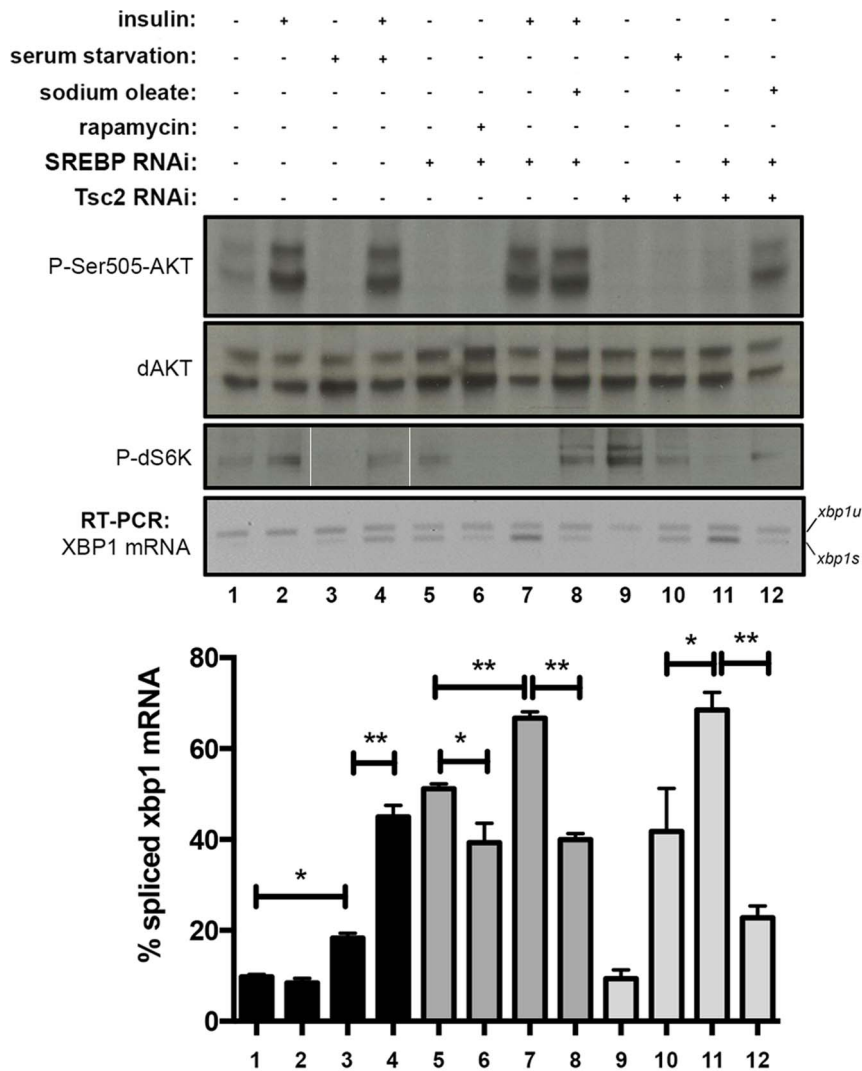 insulin: - + - + - - + + - - - -
serum starvation: - - + + - - - - - + - -
sodium oleate: - - - - - - - + - - - +
rapamycin: - - - - - + - - - - - -
SREBP RNAi: - - - - + + + + - - + +
Tsc2 RNAi: - - - - - - - - + + + +
P-Ser505-AKT
dAKT
P-dS6K
RT-PCR:
XBP1 mRNA
xbp1u
xbp1s
1 2 3 4 5 6 7 8 9 10 11 12
% spliced xbp1 mRNA
80
60
40
20
0
* ** * ** ** * **
1 2 3 4 5 6 7 8 9 10 11 12